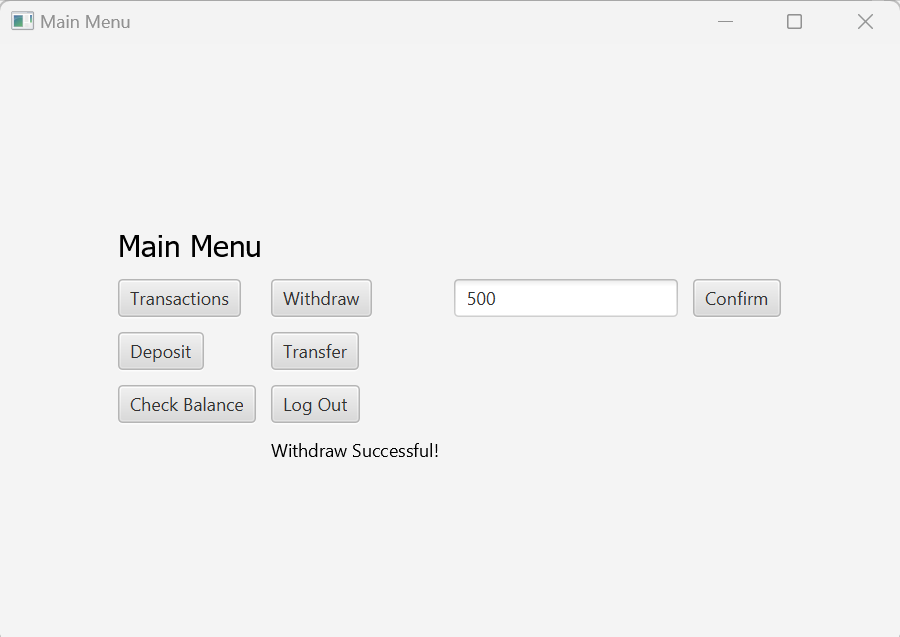 Main Menu
Main Menu
Transactions Withdraw 500 Confirm
Deposit Transfer
Check Balance Log Out
Withdraw Successful!